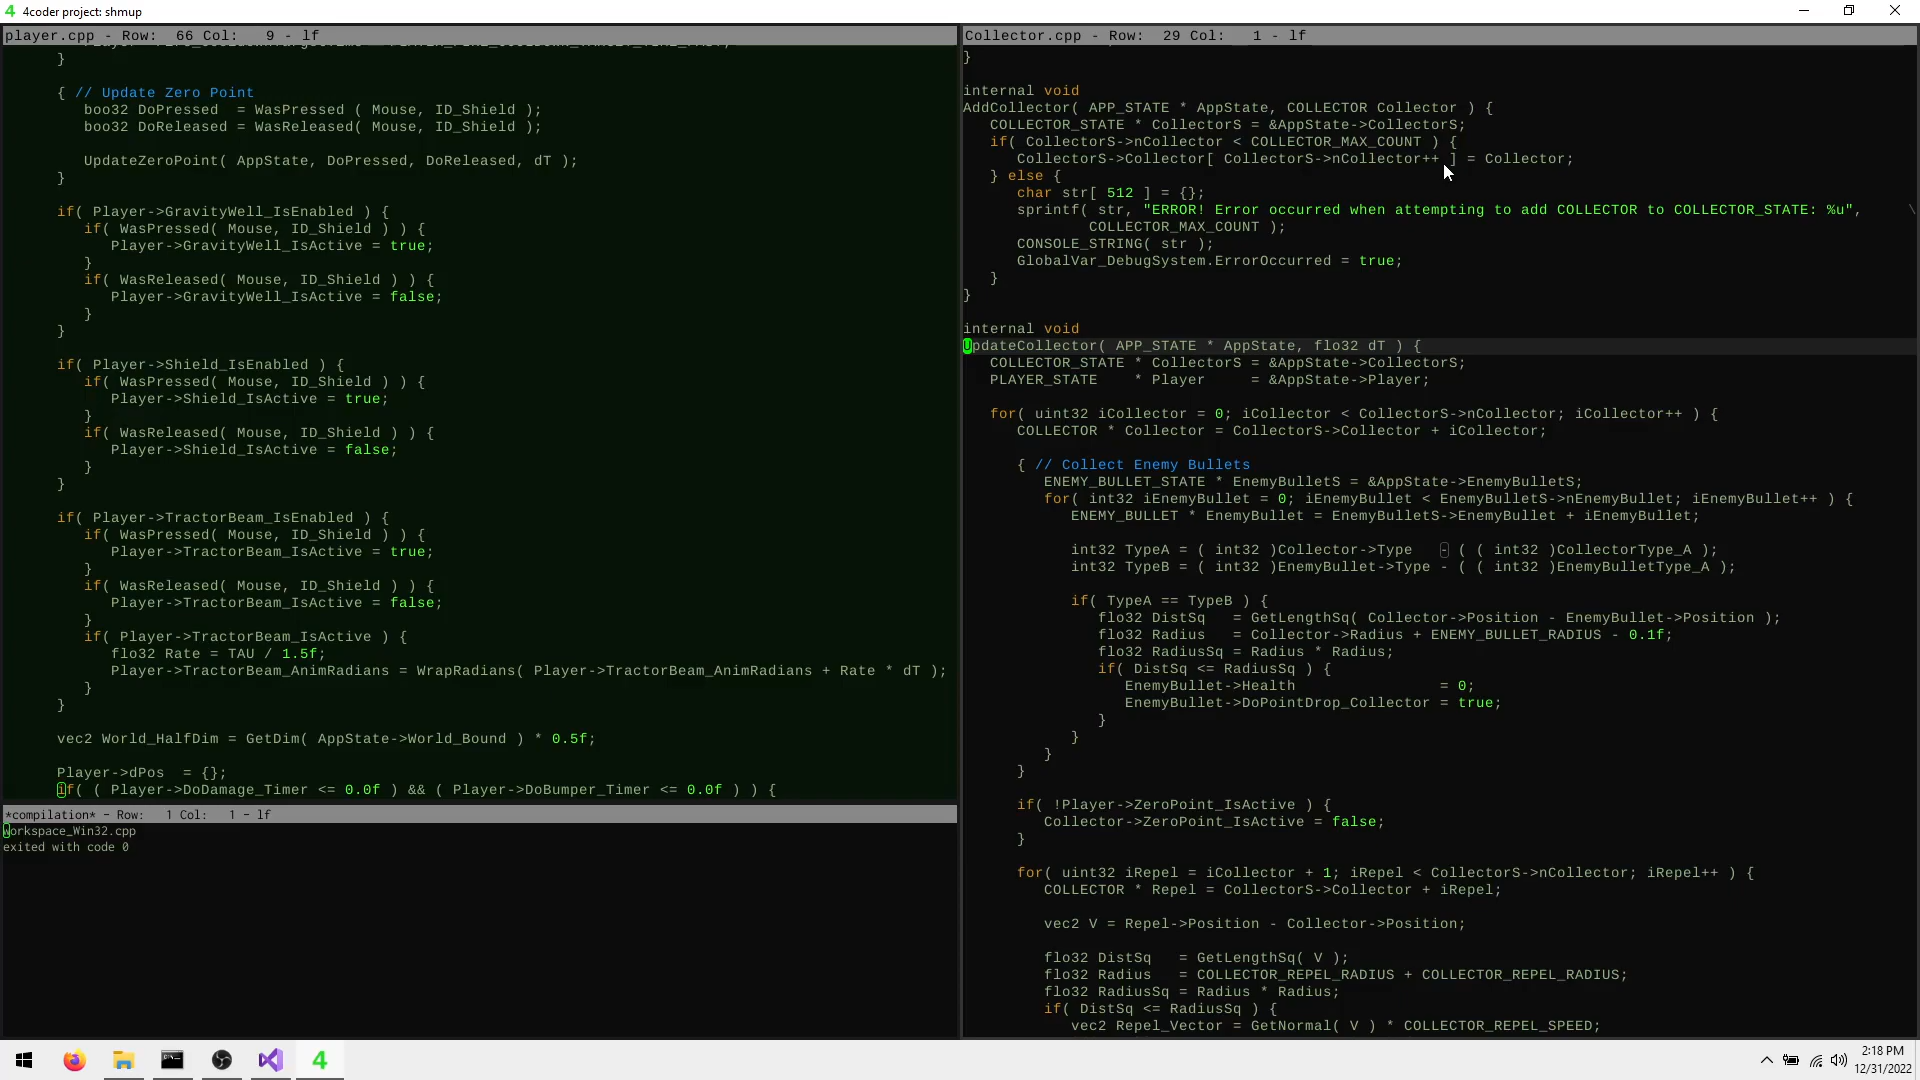 4coder project: shmup
player.cpp - Row:  66 Col:   9 - lf
}
{ // Update Zero Point
boo32 DoPressed  = WasPressed ( Mouse, ID_Shield );
boo32 DoReleased = WasReleased( Mouse, ID_Shield );
UpdateZeroPoint( AppState, DoPressed, DoReleased, dT );
}
if( Player->GravityWell_IsEnabled ) {
if( WasPressed( Mouse, ID_Shield ) ) {
Player->GravityWell_IsActive = true;
}
if( WasReleased( Mouse, ID_Shield ) ) {
Player->GravityWell_IsActive = false;
}
}
if( Player->Shield_IsEnabled ) {
if( WasPressed( Mouse, ID_Shield ) ) {
Player->Shield_IsActive = true;
}
if( WasReleased( Mouse, ID_Shield ) ) {
Player->Shield_IsActive = false;
}
}
if( Player->TractorBeam_IsEnabled ) {
if( WasPressed( Mouse, ID_Shield ) ) {
Player->TractorBeam_IsActive = true;
}
if( WasReleased( Mouse, ID_Shield ) ) {
Player->TractorBeam_IsActive = false;
}
if( Player->TractorBeam_IsActive ) {
flo32 Rate = TAU / 1.5f;
Player->TractorBeam_AnimRadians = WrapRadians( Player->TractorBeam_AnimRadians + Rate * dT );
}
}
vec2 World_HalfDim = GetDim( AppState->World_Bound ) * 0.5f;
Player->dPos  = {};
if( ( Player->DoDamage_Timer <= 0.0f ) && ( Player->DoBumper_Timer <= 0.0f ) ) {
*compilation* - Row:   1 Col:   1 - lf
workspace_Win32.cpp
exited with code 0
Collector.cpp - Row:  29 Col:   1 - lf
}
internal void
AddCollector( APP_STATE * AppState, COLLECTOR Collector ) {
COLLECTOR_STATE * CollectorS = &AppState->CollectorS;
if( CollectorS->nCollector < COLLECTOR_MAX_COUNT ) {
CollectorS->Collector[ CollectorS->nCollector++ ] = Collector;
} else {
char str[ 512 ] = {};
sprintf( str, "ERROR! Error occurred when attempting to add COLLECTOR to COLLECTOR_STATE: %u",     \
COLLECTOR_MAX_COUNT );
CONSOLE_STRING( str );
GlobalVar_DebugSystem.ErrorOccurred = true;
}
}
internal void
UpdateCollector( APP_STATE * AppState, flo32 dT ) {
COLLECTOR_STATE * CollectorS = &AppState->CollectorS;
PLAYER_STATE    * Player     = &AppState->Player;
for( uint32 iCollector = 0; iCollector < CollectorS->nCollector; iCollector++ ) {
COLLECTOR * Collector = CollectorS->Collector + iCollector;
{ // Collect Enemy Bullets
ENEMY_BULLET_STATE * EnemyBulletS = &AppState->EnemyBulletS;
for( int32 iEnemyBullet = 0; iEnemyBullet < EnemyBulletS->nEnemyBullet; iEnemyBullet++ ) {
ENEMY_BULLET * EnemyBullet = EnemyBulletS->EnemyBullet + iEnemyBullet;
int32 TypeA = ( int32 )Collector->Type   - ( ( int32 )CollectorType_A );
int32 TypeB = ( int32 )EnemyBullet->Type - ( ( int32 )EnemyBulletType_A );
if( TypeA == TypeB ) {
flo32 DistSq   = GetLengthSq( Collector->Position - EnemyBullet->Position );
flo32 Radius   = Collector->Radius + ENEMY_BULLET_RADIUS - 0.1f;
flo32 RadiusSq = Radius * Radius;
if( DistSq <= RadiusSq ) {
EnemyBullet->Health                = 0;
EnemyBullet->DoPointDrop_Collector = true;
}
}
}
}
if( !Player->ZeroPoint_IsActive ) {
Collector->ZeroPoint_IsActive = false;
}
for( uint32 iRepel = iCollector + 1; iRepel < CollectorS->nCollector; iRepel++ ) {
COLLECTOR * Repel = CollectorS->Collector + iRepel;
vec2 V = Repel->Position - Collector->Position;
flo32 DistSq   = GetLengthSq( V );
flo32 Radius   = COLLECTOR_REPEL_RADIUS + COLLECTOR_REPEL_RADIUS;
flo32 RadiusSq = Radius * Radius;
if( DistSq <= RadiusSq ) {
vec2 Repel_Vector = GetNormal( V ) * COLLECTOR_REPEL_SPEED;
2:18 PM
12/31/2022